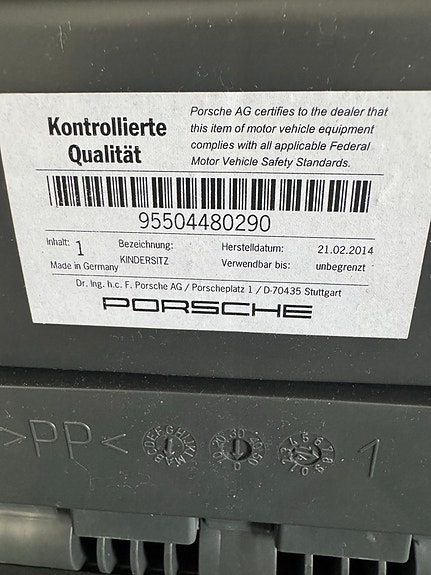 Kontrollierte
Qualität
Porsche AG certifies to the dealer that
this item of motor vehicle equipment
complies with all applicable Federal
Motor Vehicle Safety Standards.
95504480290
Inhalt: 1 Bezeichnung: Herstelldatum: 21.02.2014
Made in Germany KINDERSITZ Verwendbar bis: unbegrenzt
Dr. Ing. h.c. F. Porsche AG / Porscheplatz 1 / D-70435 Stuttgart
PORSCHE
>PP< 1